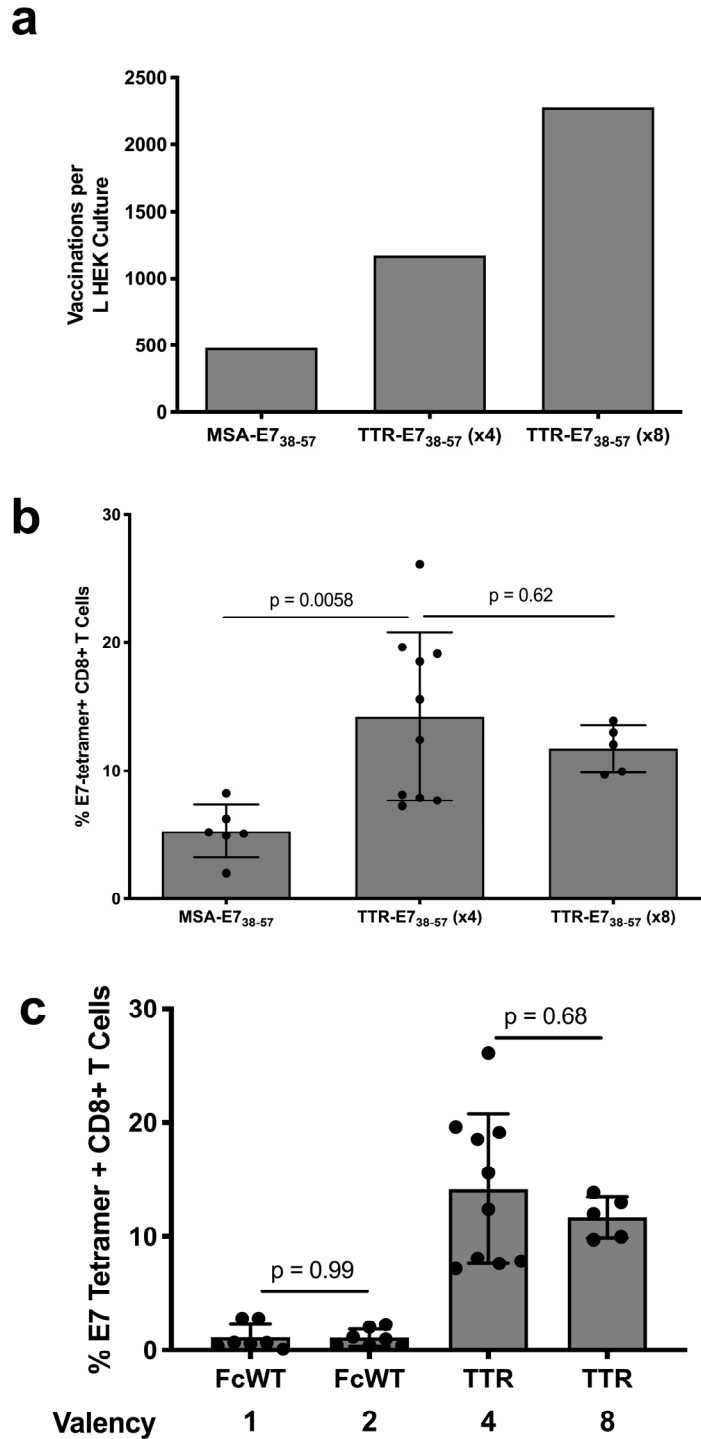 a
2500
2000
1500
1000
500
0
Vaccinations per
L HEK Culture
MSA-E7₃₈₋₅₇ TTR-E7₃₈₋₅₇ (x4) TTR-E7₃₈₋₅₇ (x8)
b
30
20
10
0
% E7-tetramer+ CD8+ T Cells
p = 0.0058 p = 0.62
MSA-E7₃₈₋₅₇ TTR-E7₃₈₋₅₇ (x4) TTR-E7₃₈₋₅₇ (x8)
c
30
20
10
0
% E7 Tetramer + CD8+ T Cells
p = 0.68
p = 0.99
FcWT FcWT TTR TTR
Valency 1 2 4 8